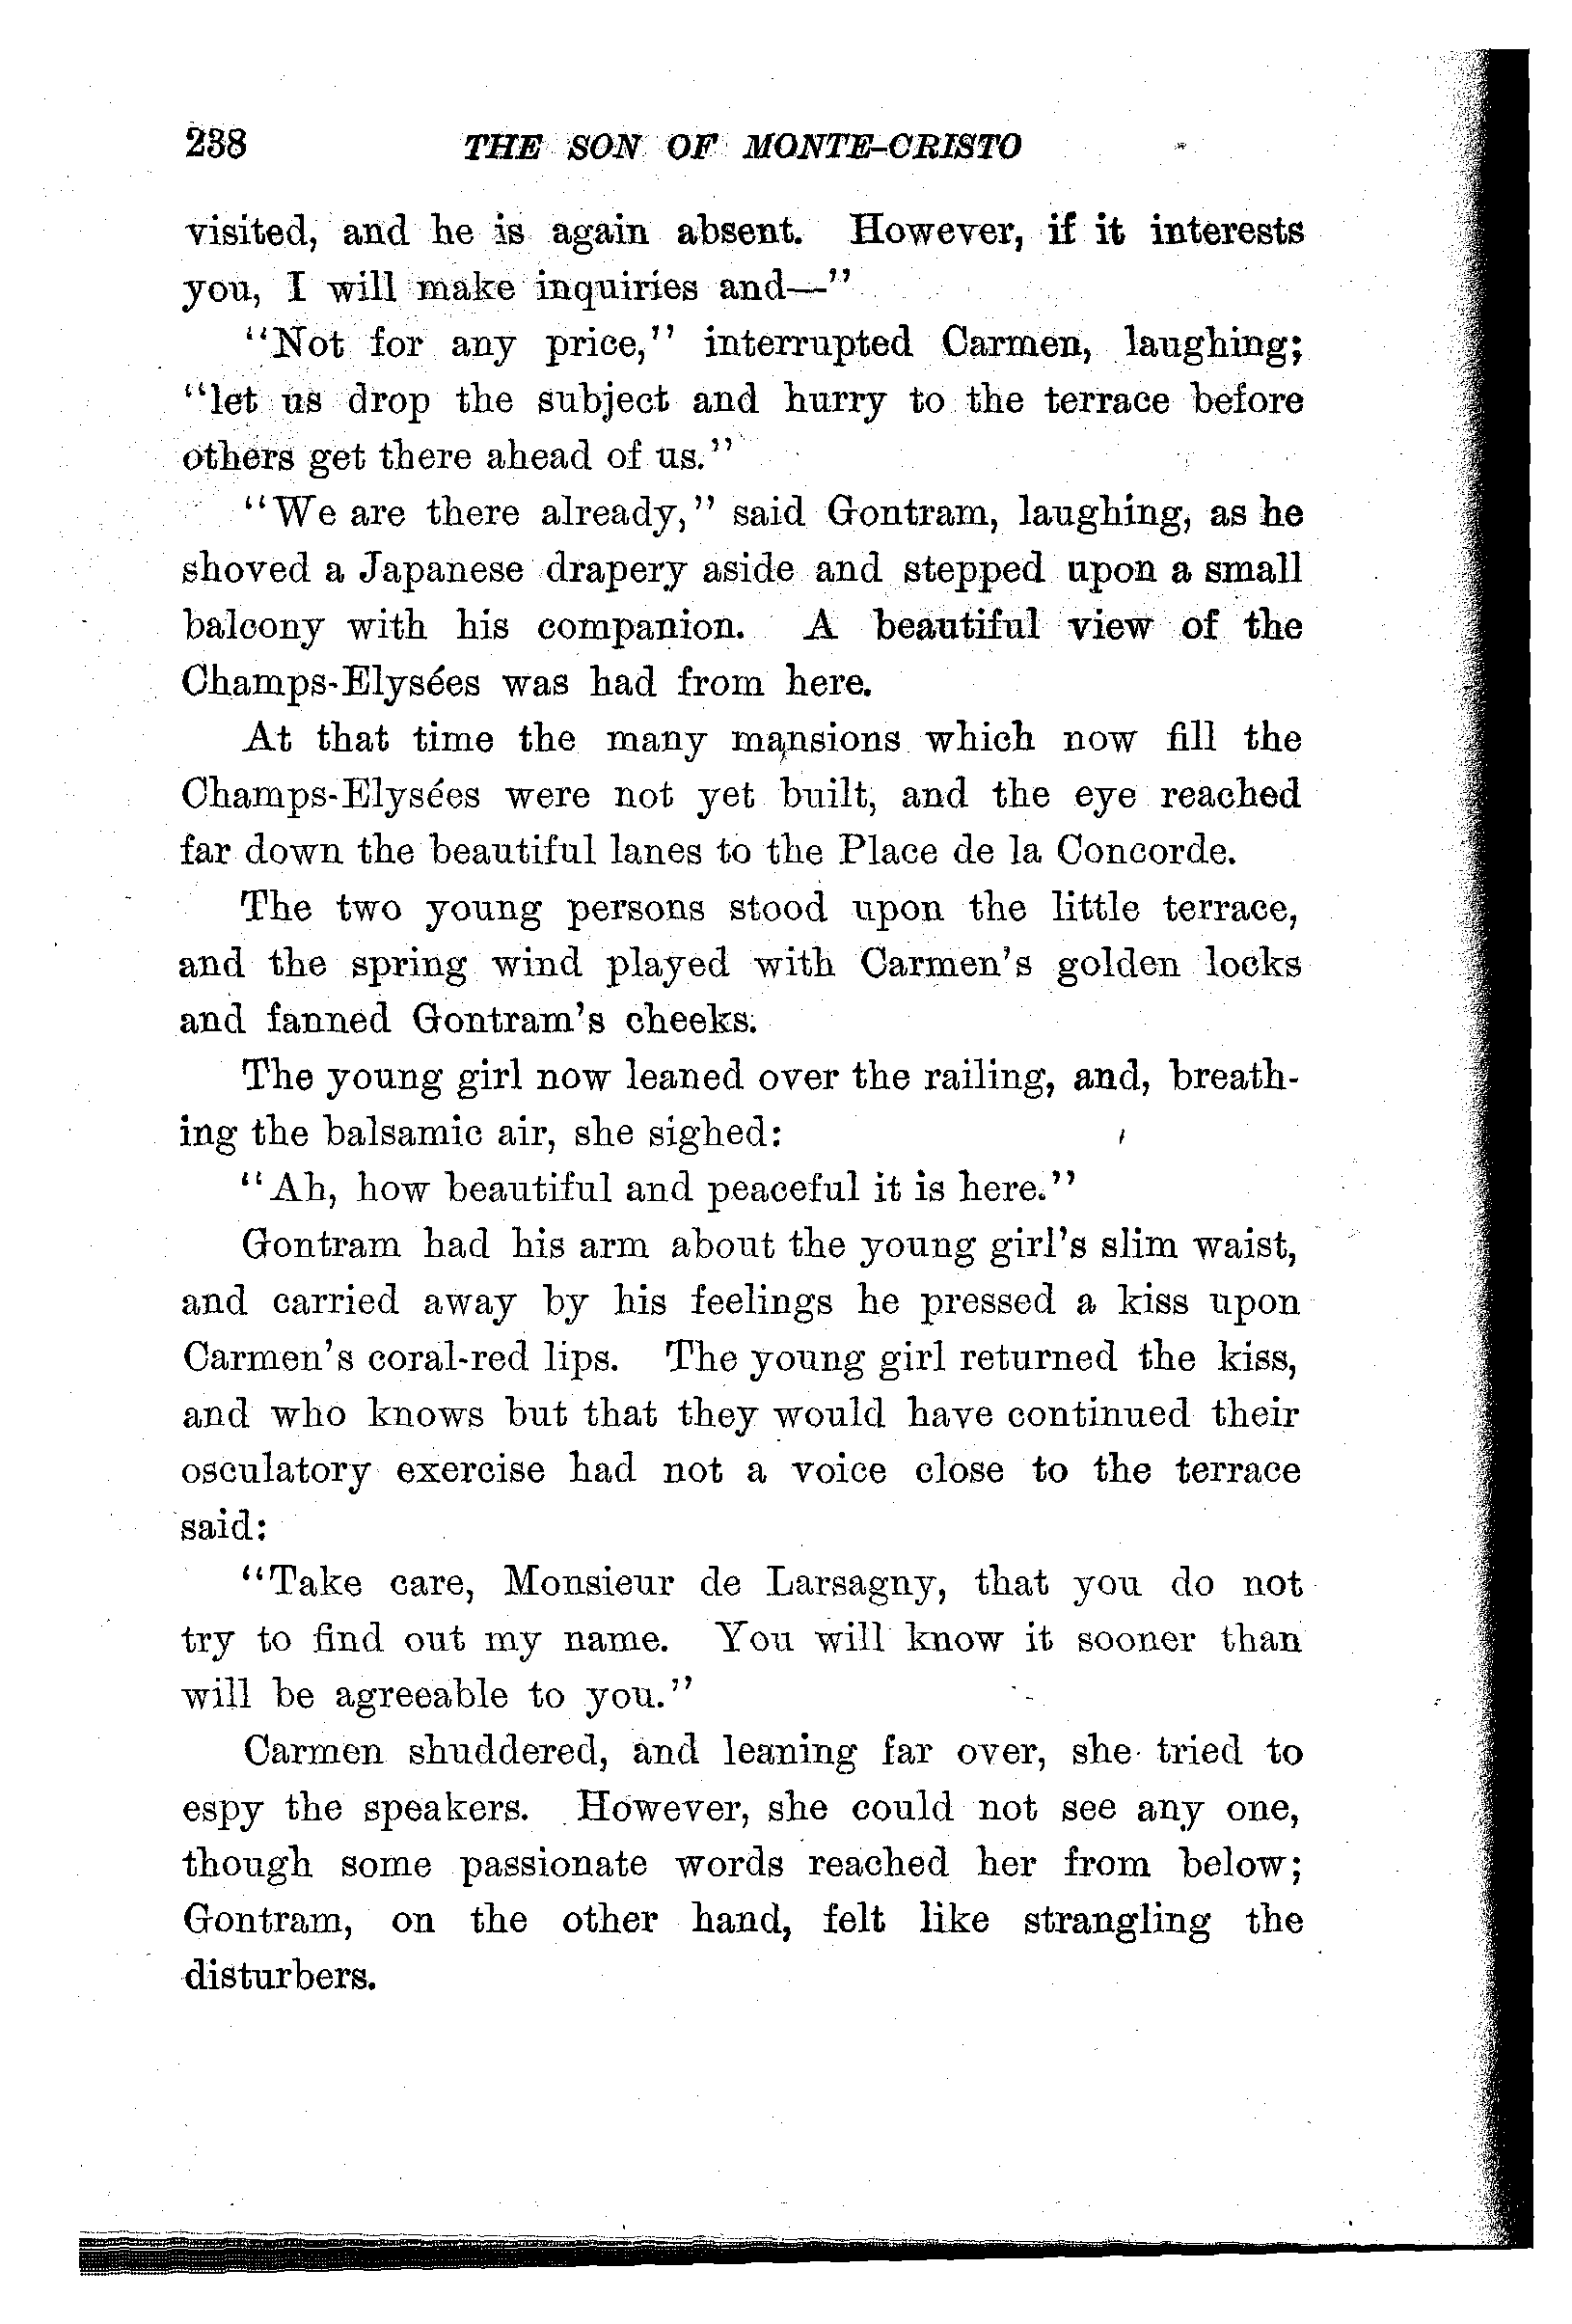 238 THE SON OF MONTE-CRISTO
visited, and he is again absent. However, if it interests
you, I will make inquiries and—"
"Not for any price," interrupted Carmen, laughing;
"let us drop the subject and hurry to the terrace before
others get there ahead of us."
"We are there already," said Gontram, laughing, as he
shoved a Japanese drapery aside and stepped upon a small
balcony with his companion. A beautiful view of the
Champs-Elysées was had from here.
At that time the many mansions which now fill the
Champs-Elysées were not yet built, and the eye reached
far down the beautiful lanes to the Place de la Concorde.
The two young persons stood upon the little terrace,
and the spring wind played with Carmen's golden locks
and fanned Gontram's cheeks.
The young girl now leaned over the railing, and, breath-
ing the balsamic air, she sighed:
"Ah, how beautiful and peaceful it is here."
Gontram had his arm about the young girl's slim waist,
and carried away by his feelings he pressed a kiss upon
Carmen's coral-red lips. The young girl returned the kiss,
and who knows but that they would have continued their
osculatory exercise had not a voice close to the terrace
said:
"Take care, Monsieur de Larsagny, that you do not
try to find out my name. You will know it sooner than
will be agreeable to you."
Carmen shuddered, and leaning far over, she tried to
espy the speakers. However, she could not see any one,
though some passionate words reached her from below;
Gontram, on the other hand, felt like strangling the
disturbers.